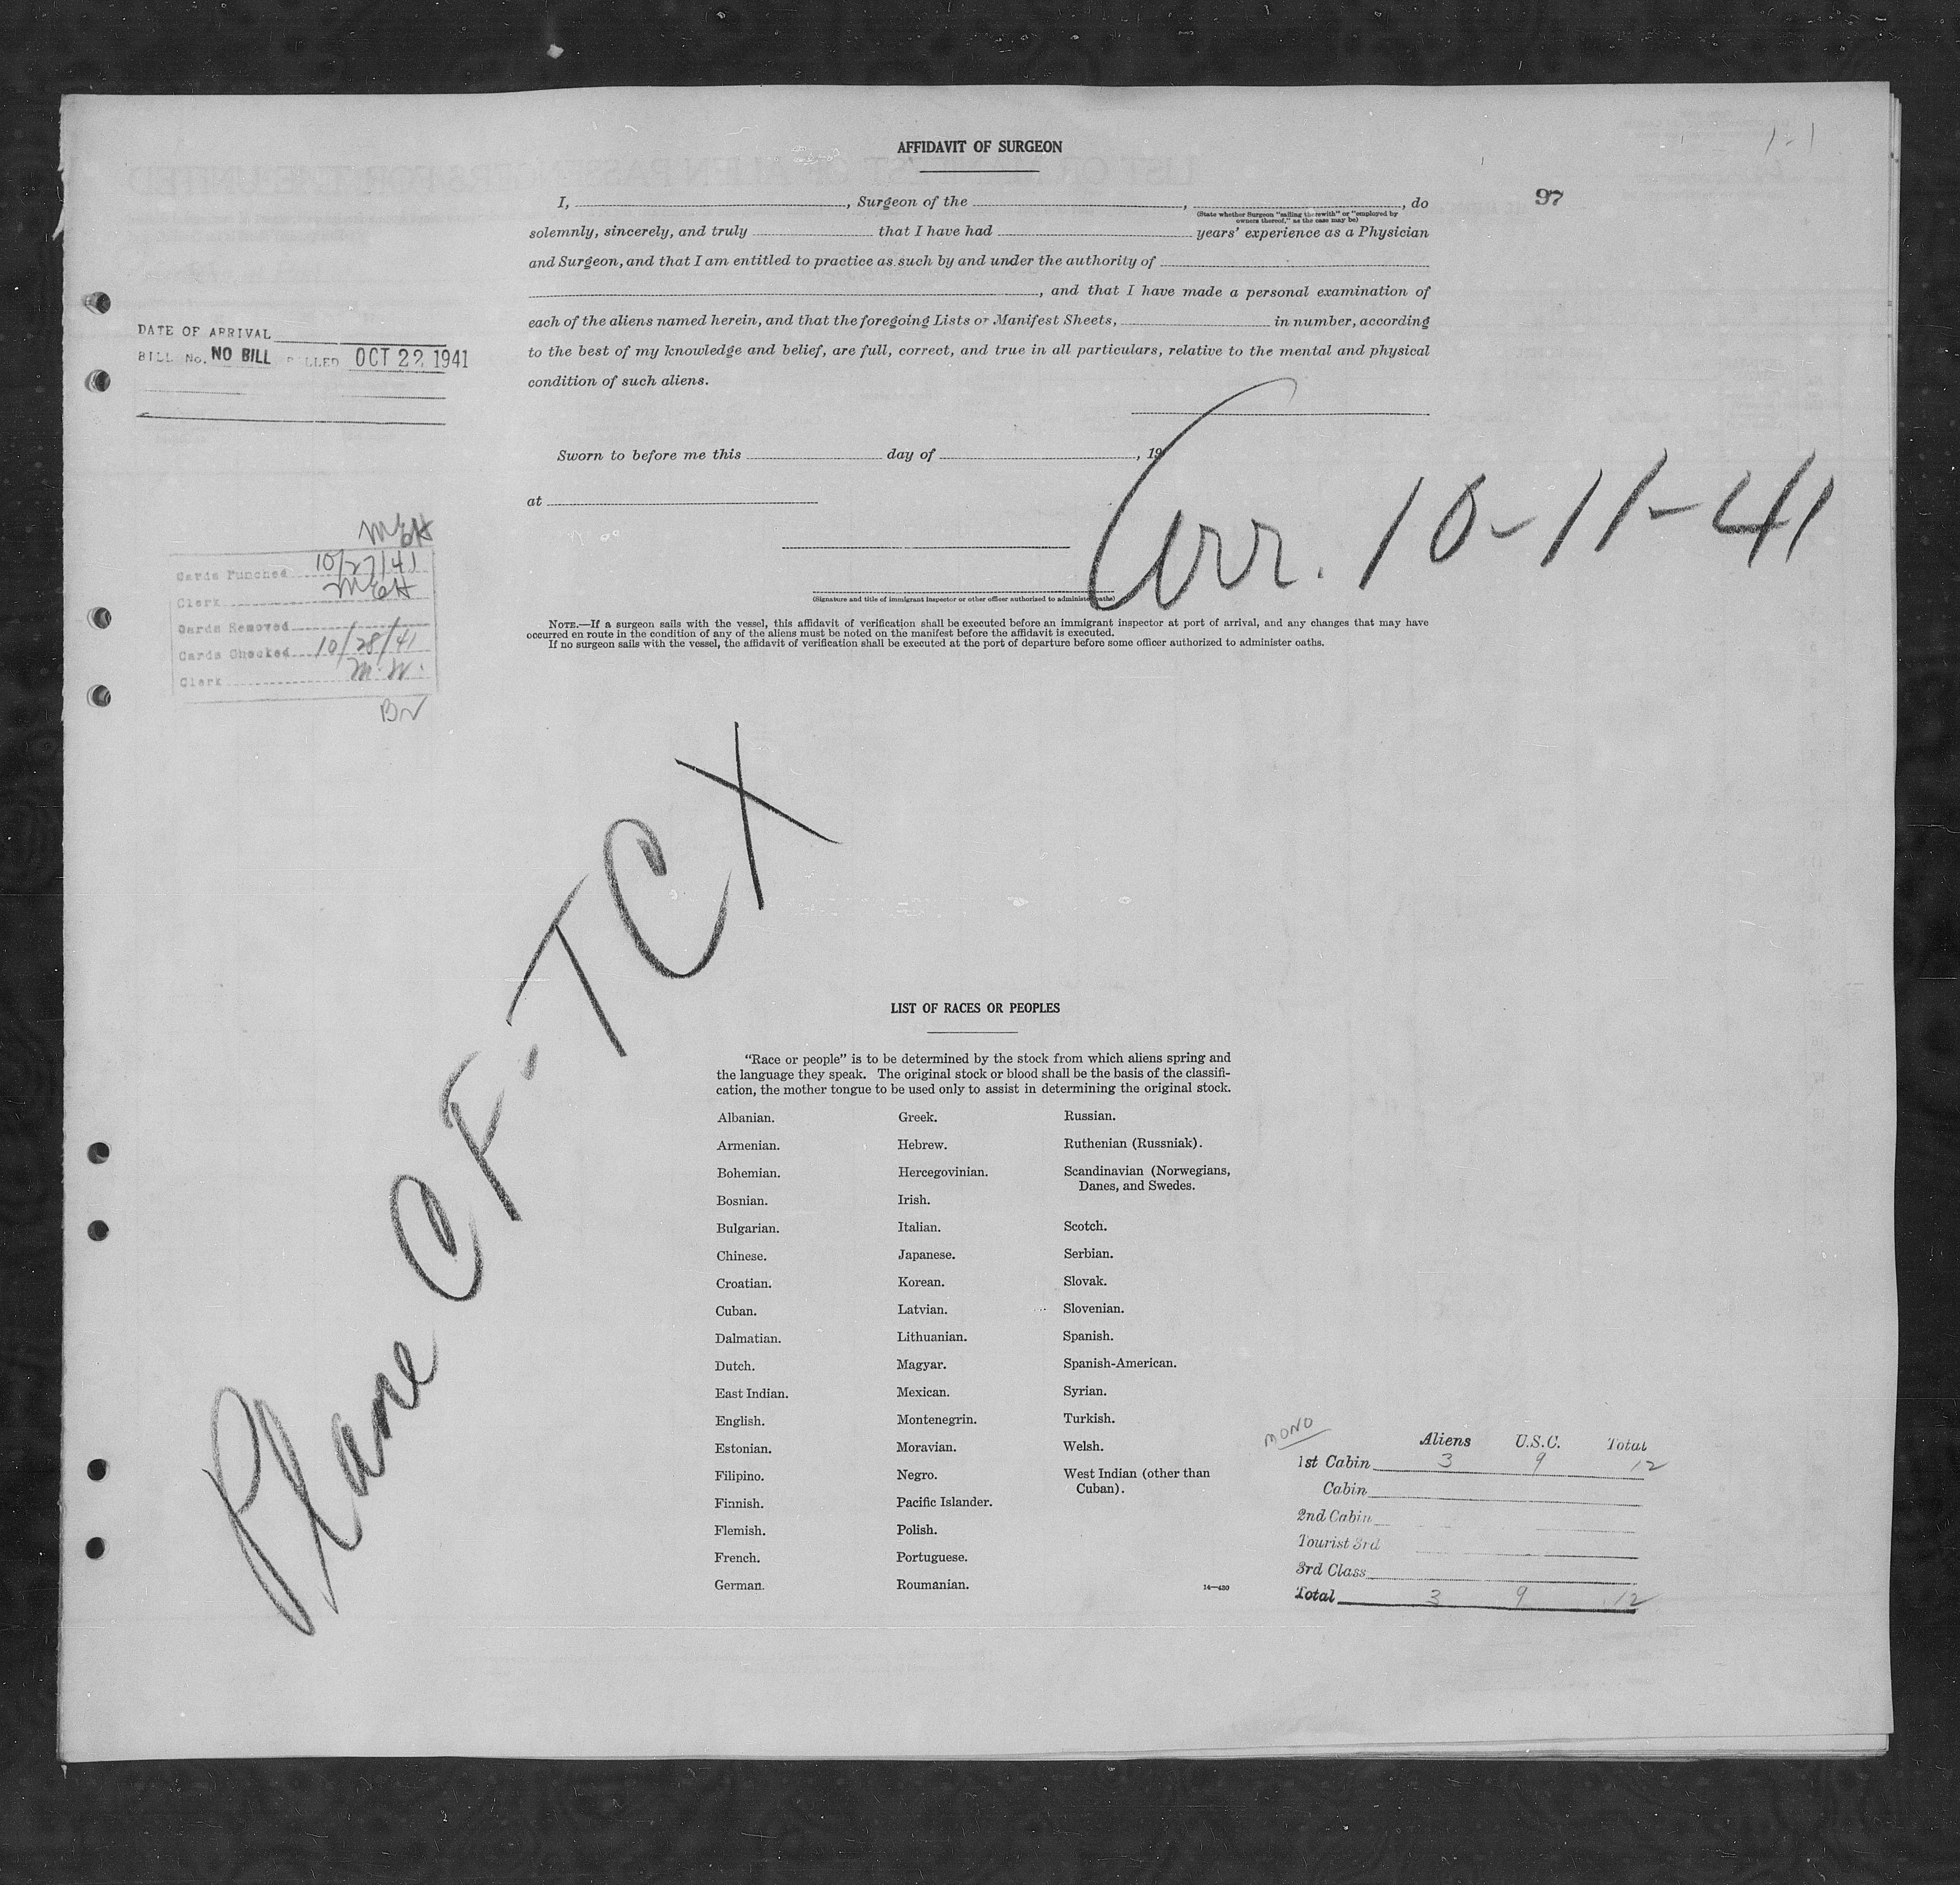 1-1
AFFIDAVIT OF SURGEON
97
I, , Surgeon of the , , do
(State whether Surgeon "sailing therewith" or "employed by
owners thereof," as the case may be)
solemnly, sincerely, and truly that I have had years' experience as a Physician
and Surgeon, and that I am entitled to practice as such by and under the authority of
, and that I have made a personal examination of
each of the aliens named herein, and that the foregoing Lists or Manifest Sheets, in number, according
to the best of my knowledge and belief, are full, correct, and true in all particulars, relative to the mental and physical
condition of such aliens.
DATE OF ARRIVAL
BILL No. NO BILL BILLED OCT 22 1941
Sworn to before me this day of , 19
at
Arr. 10-11-41
(Signature and title of immigrant inspector or other officer authorized to administer oaths)
NOTE.—If a surgeon sails with the vessel, this affidavit of verification shall be executed before an immigrant inspector at port of arrival, and any changes that may have
occurred en route in the condition of any of the aliens must be noted on the manifest before the affidavit is executed.
If no surgeon sails with the vessel, the affidavit of verification shall be executed at the port of departure before some officer authorized to administer oaths.
MEH
Cards Punched 10/27/41
Clerk MEH
Cards Removed
Cards Checked 10/28/41
Clerk M.W.
Plane CF-TCX
LIST OF RACES OR PEOPLES
"Race or people" is to be determined by the stock from which aliens spring and
the language they speak. The original stock or blood shall be the basis of the classifi-
cation, the mother tongue to be used only to assist in determining the original stock.
Albanian.
Armenian.
Bohemian.
Bosnian.
Bulgarian.
Chinese.
Croatian.
Cuban.
Dalmatian.
Dutch.
East Indian.
English.
Estonian.
Filipino.
Finnish.
Flemish.
French.
German.
Greek.
Hebrew.
Hercegovinian.
Irish.
Italian.
Japanese.
Korean.
Latvian.
Lithuanian.
Magyar.
Mexican.
Montenegrin.
Moravian.
Negro.
Pacific Islander.
Polish.
Portuguese.
Roumanian.
Russian.
Ruthenian (Russniak).
Scandinavian (Norwegians,
Danes, and Swedes.
Scotch.
Serbian.
Slovak.
Slovenian.
Spanish.
Spanish-American.
Syrian.
Turkish.
Welsh.
West Indian (other than
Cuban).
14—430
MONO
Aliens U.S.C. Total
1st Cabin 3 9 12
Cabin
2nd Cabin
Tourist 3rd
3rd Class
Total 3 9 12